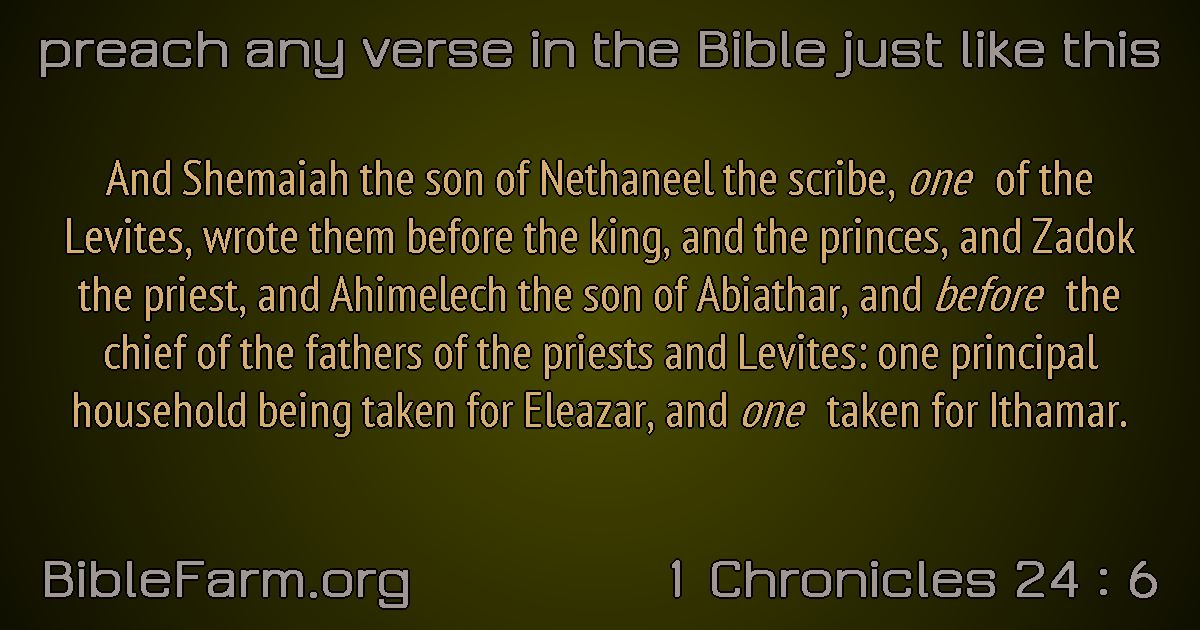 preach any verse in the Bible just like this
And Shemaiah the son of Nethaneel the scribe, one of the
Levites, wrote them before the king, and the princes, and Zadok
the priest, and Ahimelech the son of Abiathar, and before the
chief of the fathers of the priests and Levites: one principal
household being taken for Eleazar, and one taken for Ithamar.
BibleFarm.org
1 Chronicles 24 : 6